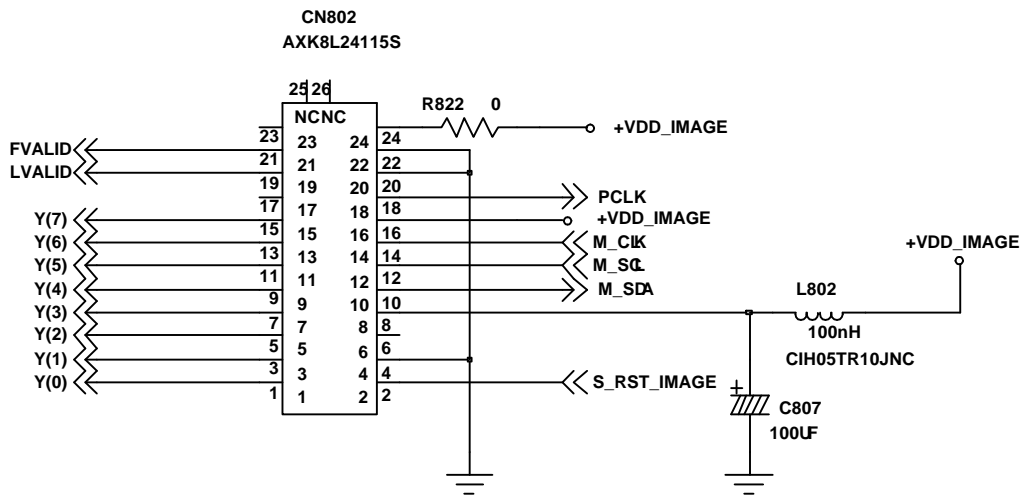 CN802
AXK8L24115S
25 26
NCNC
R822 0
+VDD_IMAGE
23 23 24 24
FVALID
21 21 22 22
LVALID
19 19 20 20
PCLK
17 17 18 18
Y(7)
+VDD_IMAGE
15 15 16 16
Y(6)
M_CLK
13 13 14 14
Y(5)
M_SCL
11 11 12 12
Y(4)
M_SDA
9 9 10 10
Y(3)
7 7 8 8
Y(2)
5 5 6 6
Y(1)
3 3 4 4
Y(0)
S_RST_IMAGE
1 1 2 2
+VDD_IMAGE
L802
100nH
CIH05TR10JNC
+
C807
100UF